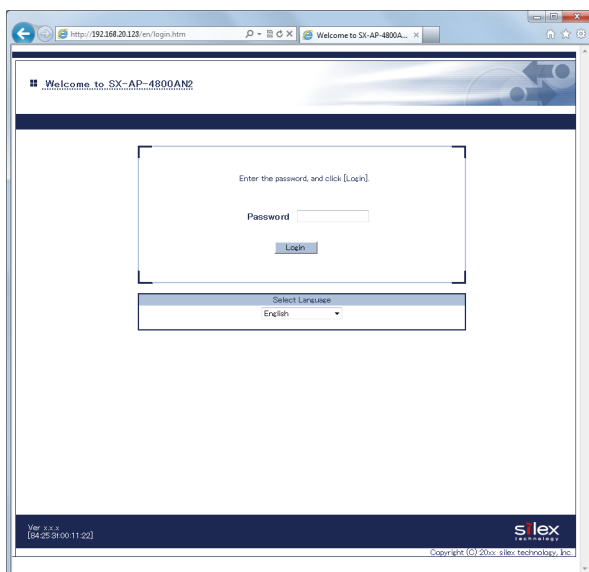 http://192.168.20.123/en/login.htm
Welcome to SX-AP-4800A...
Welcome to SX-AP-4800AN2
Enter the password, and click [Login].
Password
Login
Select Language
English
Ver x.x.x
[84:25:3f:00:11:22]
silex
technology
Copyright (C) 20xx silex technology, Inc.